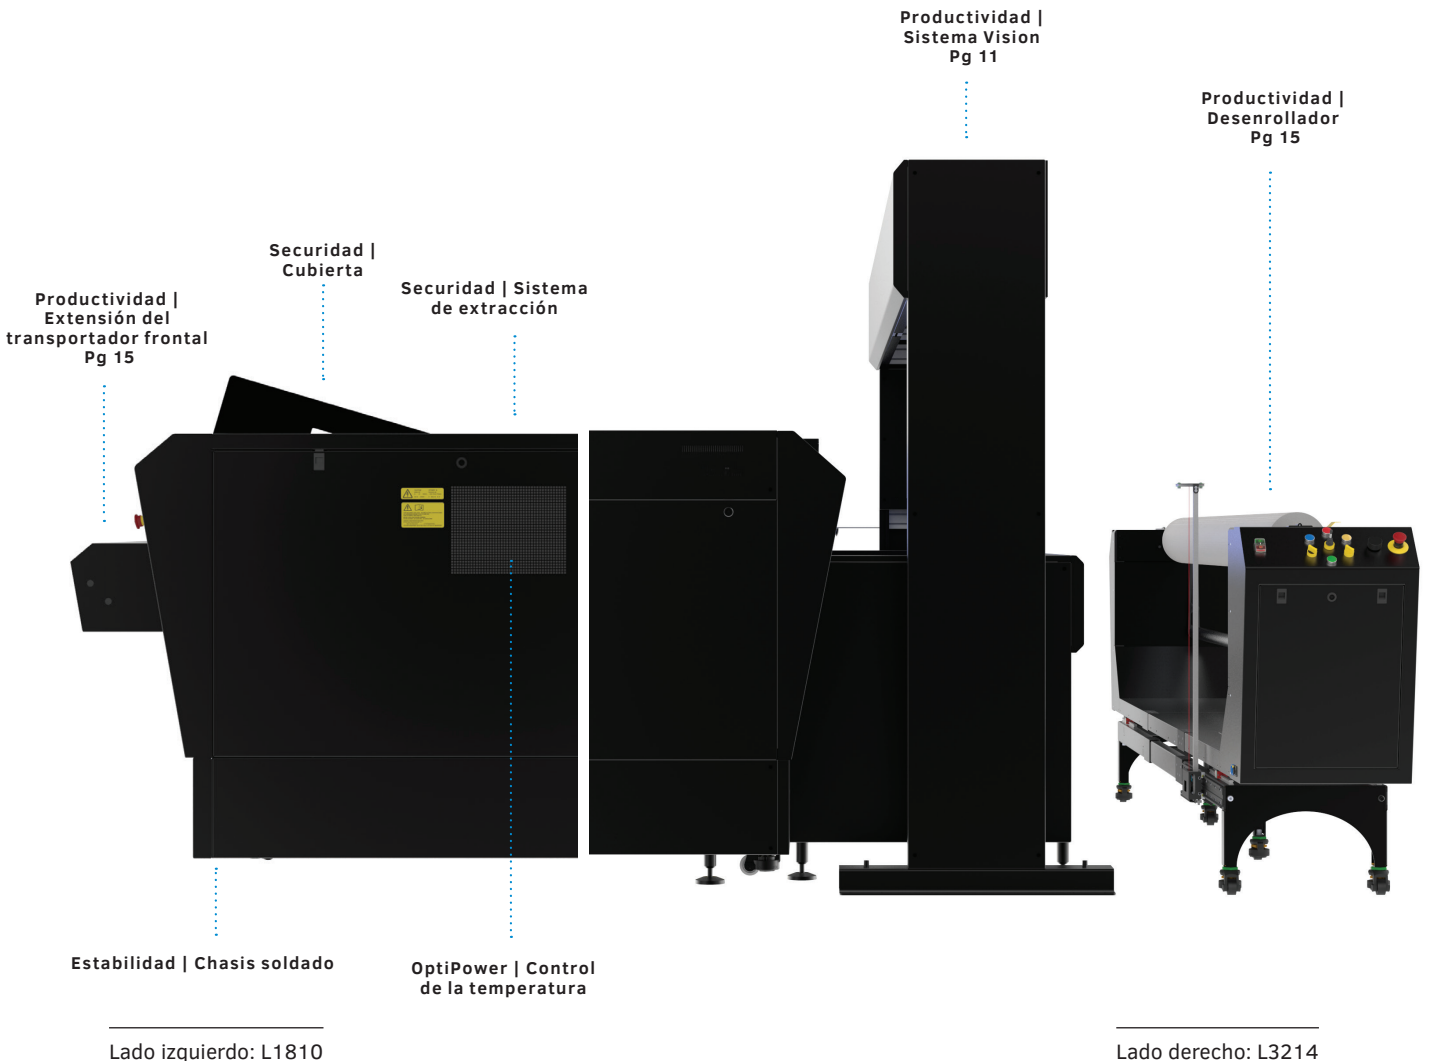 Productividad |
Sistema Vision
Pg 11
Productividad |
Desenrollador
Pg 15
Securidad |
Cubierta
Securidad | Sistema
de extracción
Productividad |
Extensión del
transportador frontal
Pg 15
Estabilidad | Chasis soldado
OptiPower | Control
de la temperatura
Lado izquierdo: L1810
Lado derecho: L3214